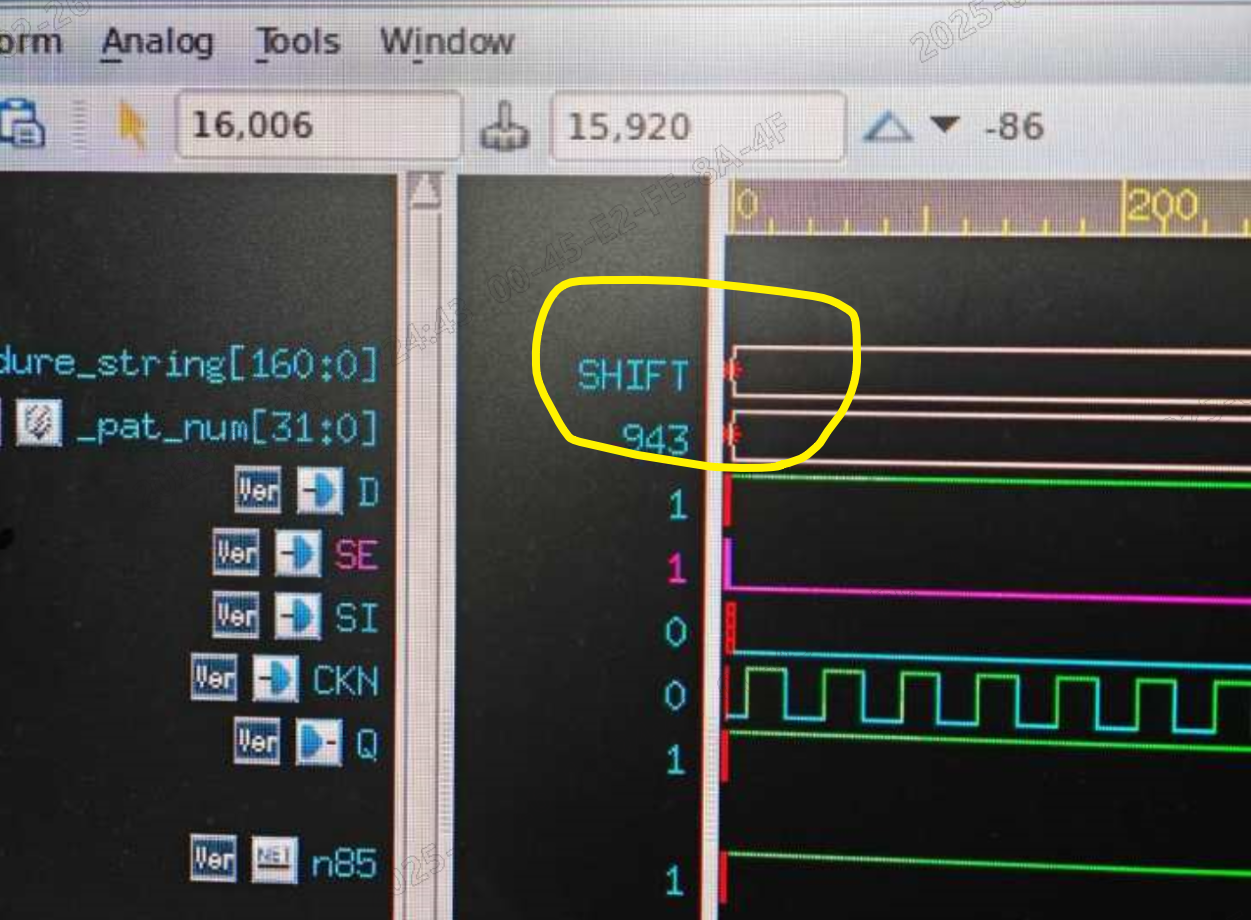 orm Analog Tools Window
16,006 15,920 -86
0 200
dure_string[160:0] SHIFT
_pat_num[31:0] 943
Ver D 1
Ver SE 1
Ver SI 0
Ver CKN 0
Ver Q 1
Ver NET n85 1
2025-
00-45-E2-FE-8A-4F
24:4
025-